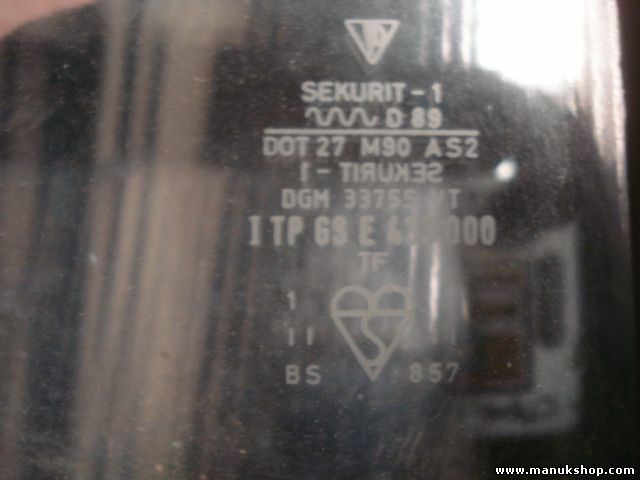 SEKURIT - 1
D 89
DOT 27 M90 AS2
SEKURIT - 1
DGM
I TP GS E
TF
1
11
BS 857
www.manukshop.com